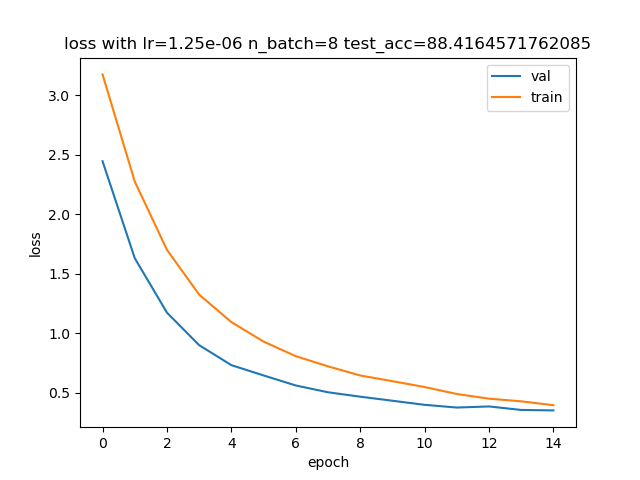 loss with lr=1.25e-06 n_batch=8 test_acc=88.4164571762085
val
train
3.0
2.5
2.0
1.5
1.0
0.5
loss
0 2 4 6 8 10 12 14
epoch